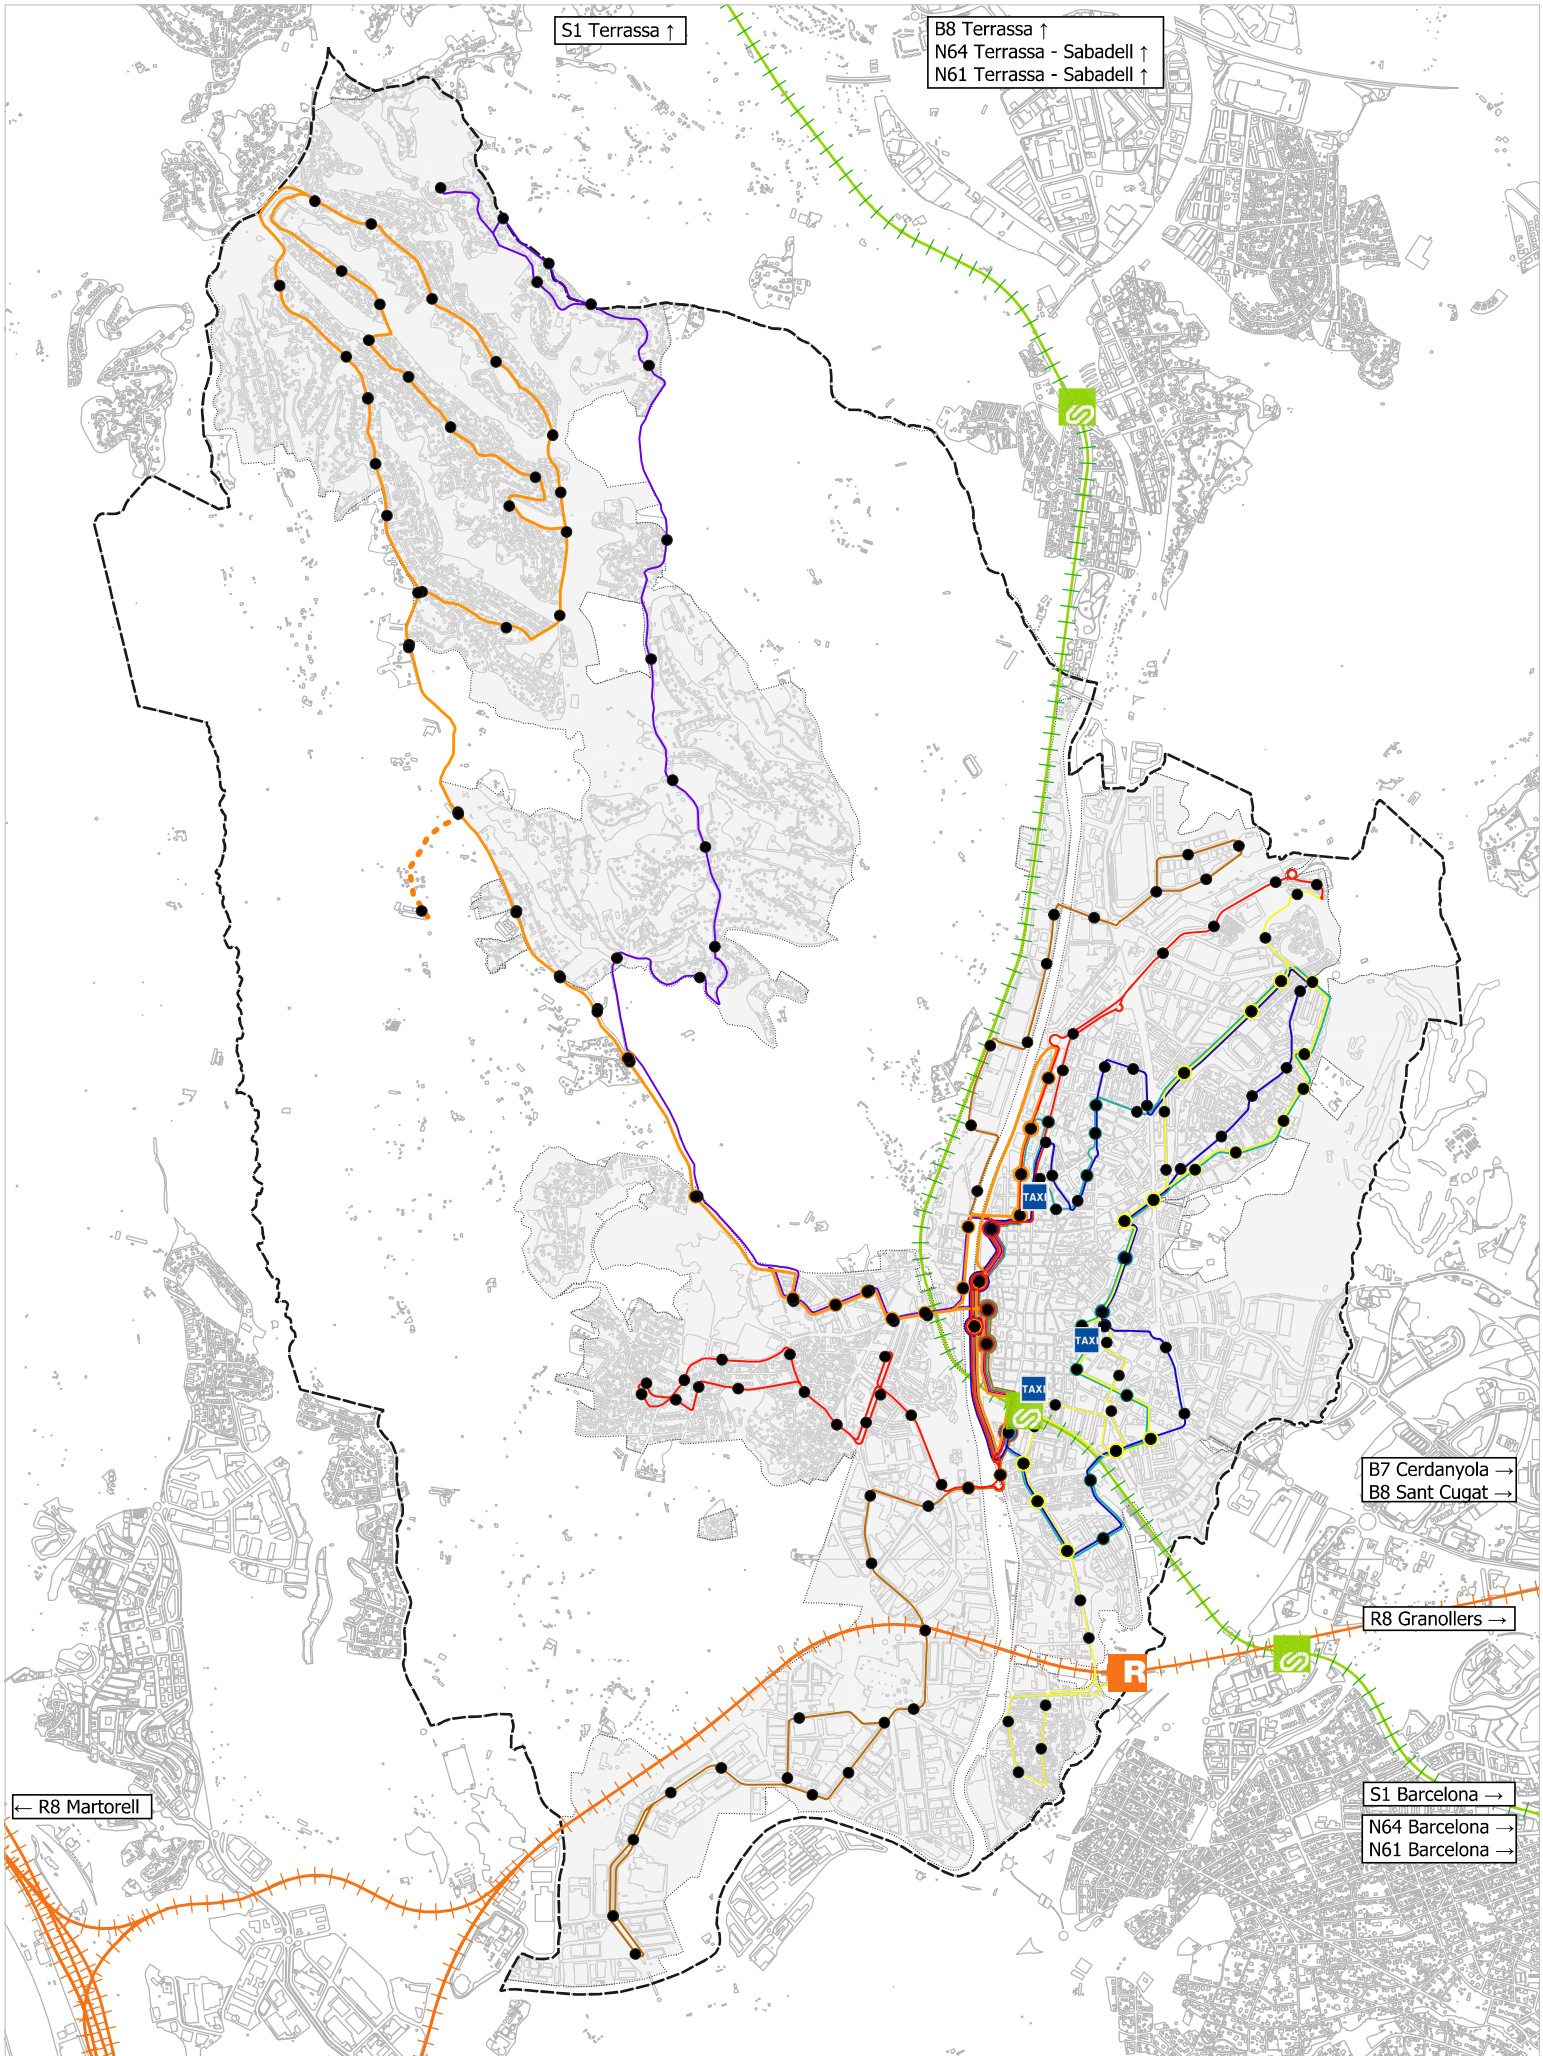 S1 Terrassa ↑
B8 Terrassa ↑
N64 Terrassa - Sabadell ↑
N61 Terrassa - Sabadell ↑
S
TAXI
TAXI
TAXI
S
B7 Cerdanyola →
B8 Sant Cugat →
R8 Granollers →
S
R
S1 Barcelona →
← R8 Martorell
N64 Barcelona →
N61 Barcelona →